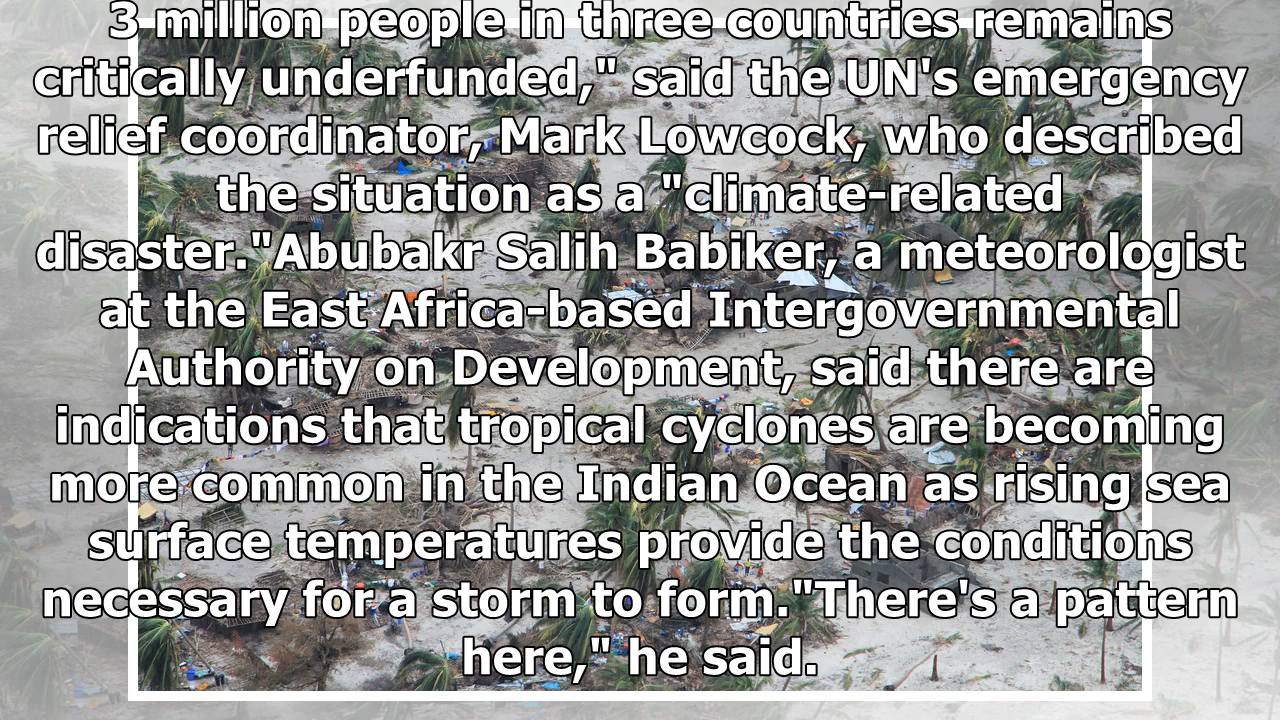 3 million people in three countries remains
critically underfunded," said the UN's emergency
relief coordinator, Mark Lowcock, who described
the situation as a "climate-related
disaster."Abubakr Salih Babiker, a meteorologist
at the East Africa-based Intergovernmental
Authority on Development, said there are
indications that tropical cyclones are becoming
more common in the Indian Ocean as rising sea
surface temperatures provide the conditions
necessary for a storm to form."There's a pattern
here," he said.